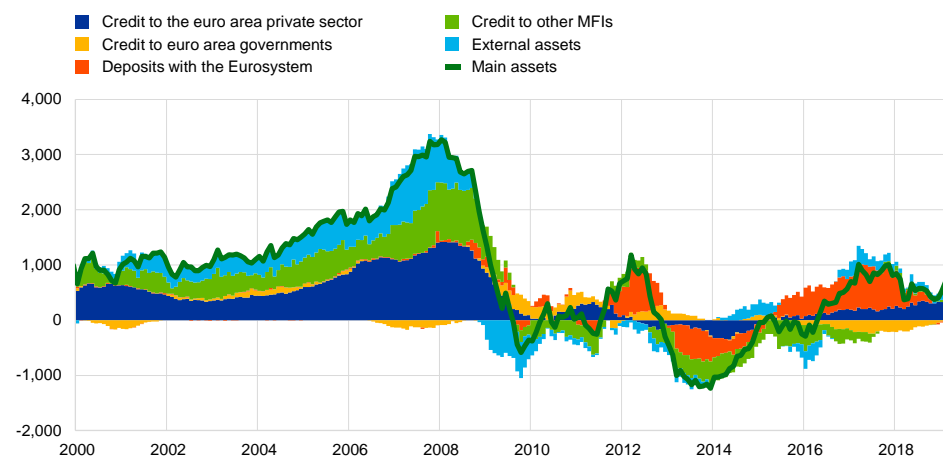 Credit to the euro area private sector
Credit to euro area governments
Deposits with the Eurosystem
Credit to other MFIs
External assets
Main assets
4,000
3,000
2,000
1,000
0
-1,000
-2,000
2000 2002 2004 2006 2008 2010 2012 2014 2016 2018